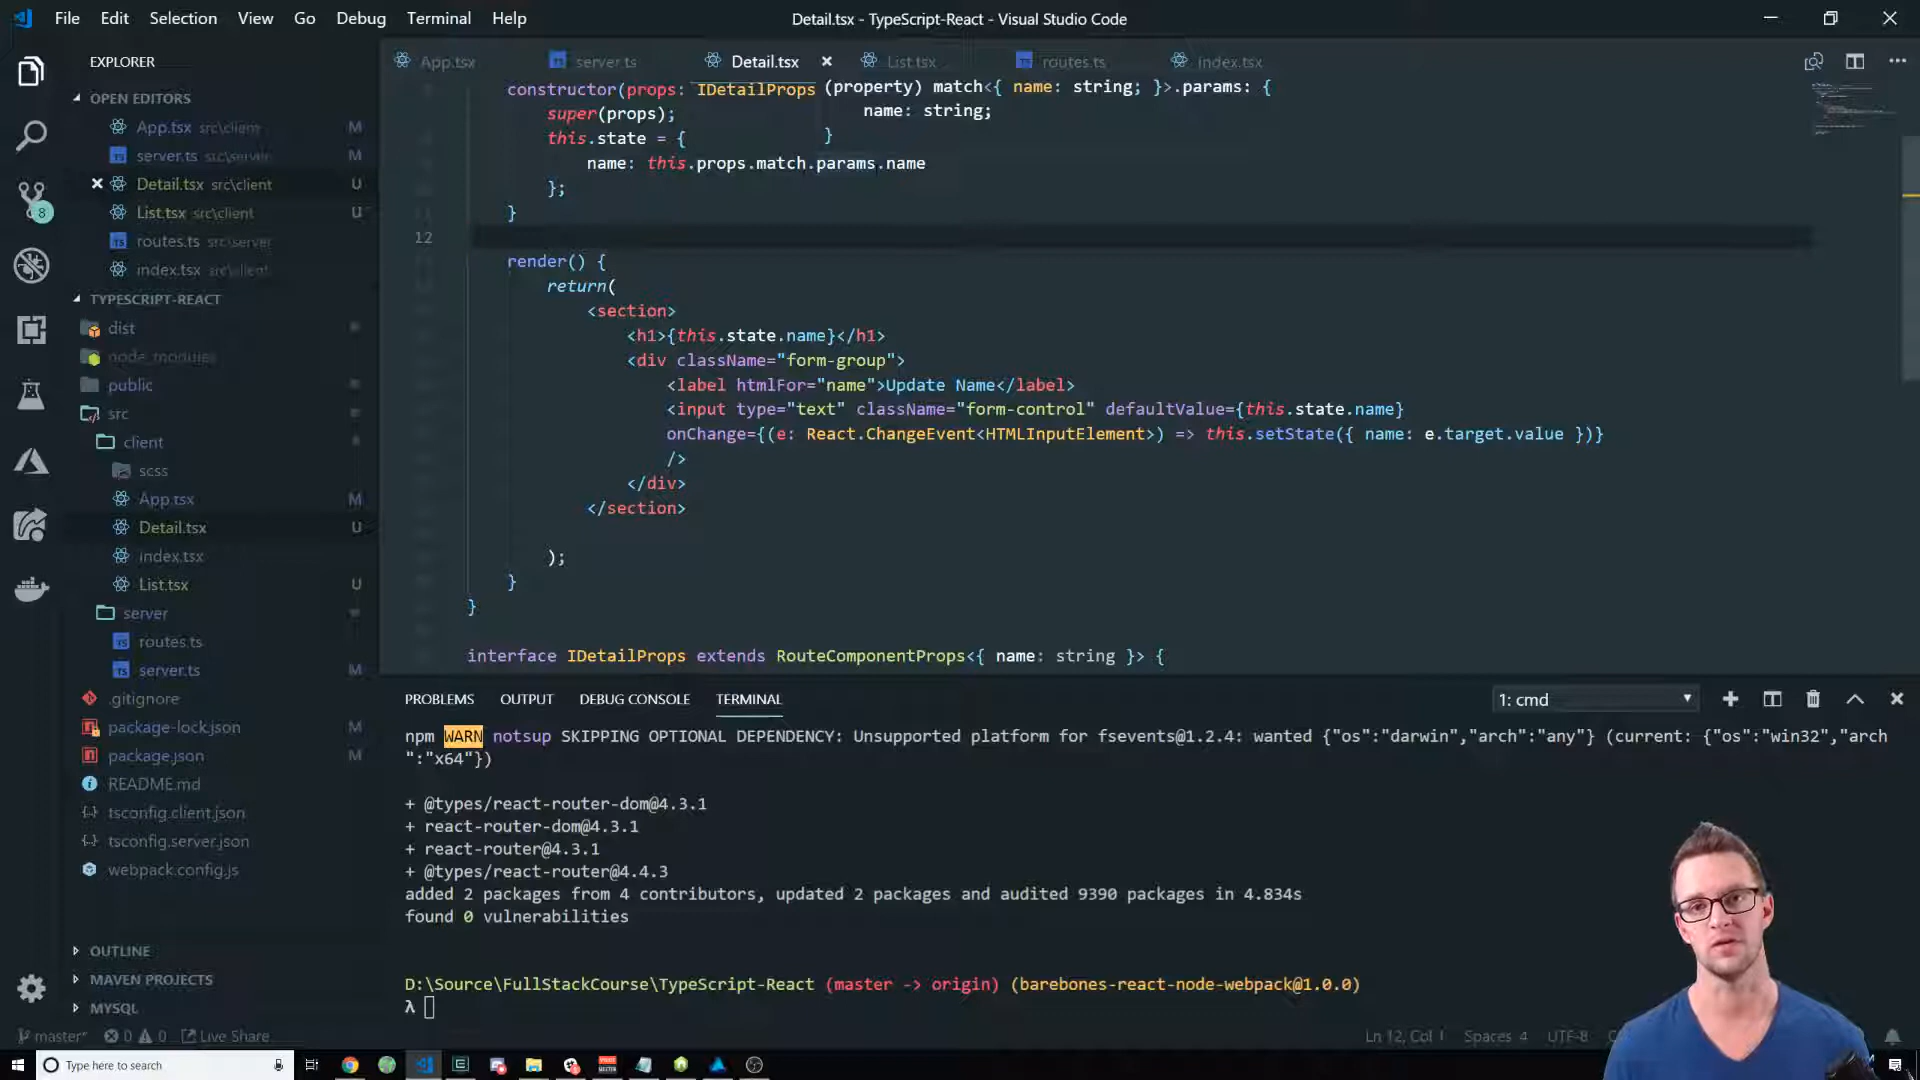 File Edit Selection View Go Debug Terminal Help
Detail.tsx - TypeScript-React - Visual Studio Code
EXPLORER
OPEN EDITORS
App.tsx src\client M
server.ts src\server M
Detail.tsx src\client U
List.tsx src\client U
routes.ts src\server
index.tsx src\client
8
TYPESCRIPT-REACT
dist
node_modules
public
src
client
scss
App.tsx M
Detail.tsx U
index.tsx
List.tsx U
server
routes.ts
server.ts M
.gitignore
package-lock.json M
package.json M
README.md
tsconfig.client.json
tsconfig.server.json
webpack.config.js
OUTLINE
MAVEN PROJECTS
MYSQL
App.tsx server.ts Detail.tsx List.tsx routes.ts index.tsx
constructor(props: IDetailProps
(property) match<{ name: string; }>.params: {
name: string;
}
super(props);
this.state = {
name: this.props.match.params.name
};
}
12
render() {
return(
<section>
<h1>{this.state.name}</h1>
<div className="form-group">
<label htmlFor="name">Update Name</label>
<input type="text" className="form-control" defaultValue={this.state.name}
onChange={(e: React.ChangeEvent<HTMLInputElement>) => this.setState({ name: e.target.value })}
/>
</div>
</section>
);
}
}
interface IDetailProps extends RouteComponentProps<{ name: string }> {
PROBLEMS OUTPUT DEBUG CONSOLE TERMINAL
1: cmd
npm WARN notsup SKIPPING OPTIONAL DEPENDENCY: Unsupported platform for fsevents@1.2.4: wanted {"os":"darwin","arch":"any"} (current: {"os":"win32","arch
":"x64"})
+ @types/react-router-dom@4.3.1
+ react-router-dom@4.3.1
+ react-router@4.3.1
+ @types/react-router@4.4.3
added 2 packages from 4 contributors, updated 2 packages and audited 9390 packages in 4.834s
found 0 vulnerabilities
D:\Source\FullStackCourse\TypeScript-React (master -> origin) (barebones-react-node-webpack@1.0.0)
λ
master* 0 0 Live Share
Ln 12, Col 1 Spaces 4 UTF-8
Type here to search